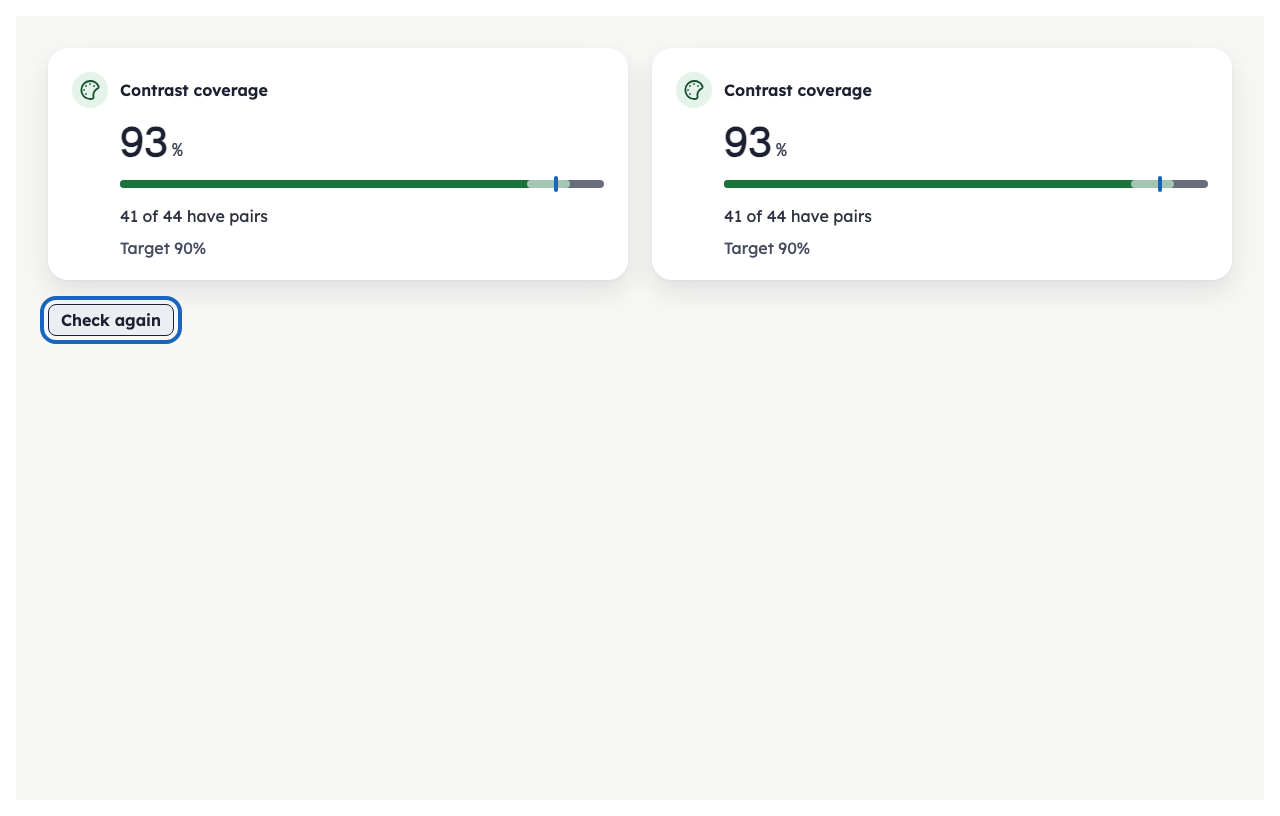 Contrast coverage
93 %
41 of 44 have pairs
Target 90%
Contrast coverage
93 %
41 of 44 have pairs
Target 90%
Check again